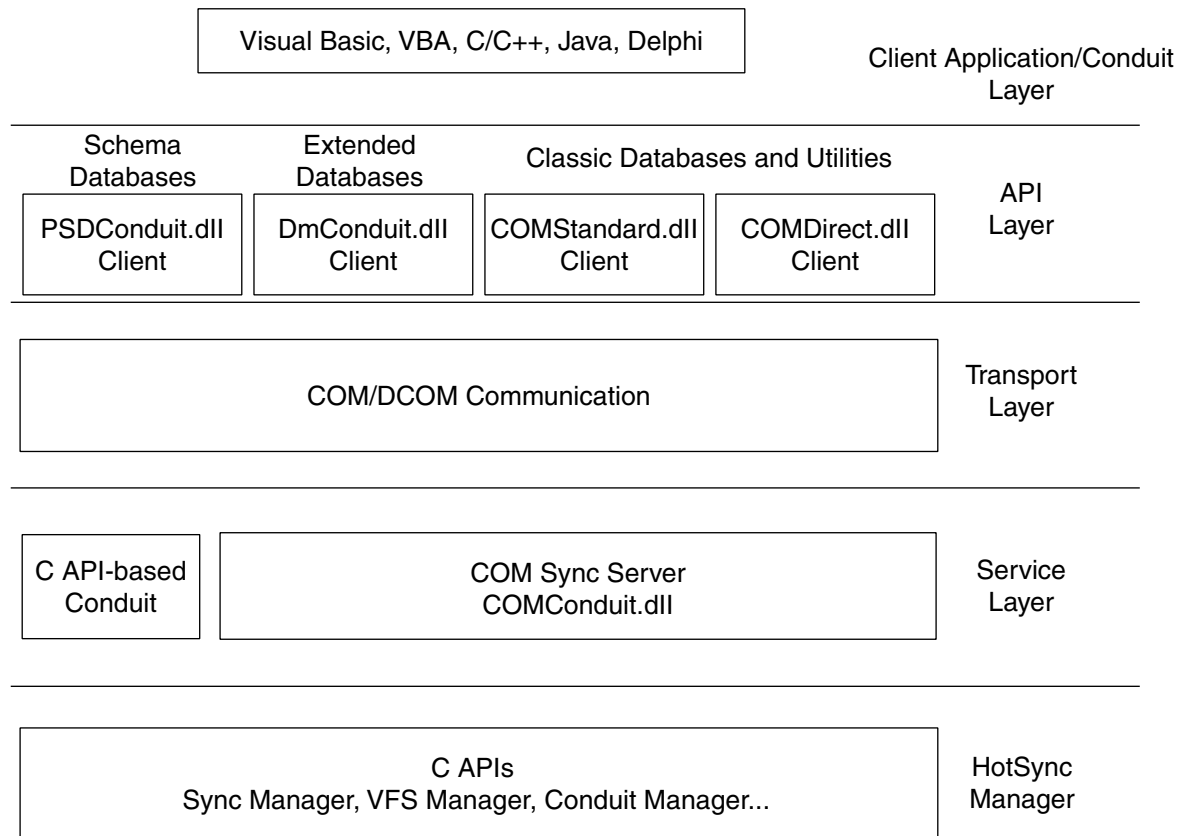 Visual Basic, VBA, C/C++, Java, Delphi
Client Application/Conduit
Layer
Schema
Databases
Extended
Databases
Classic Databases and Utilities
PSDConduit.dll
Client
DmConduit.dll
Client
COMStandard.dll
Client
COMDirect.dll
Client
API
Layer
COM/DCOM Communication
Transport
Layer
C API-based
Conduit
COM Sync Server
COMConduit.dll
Service
Layer
C APIs
Sync Manager, VFS Manager, Conduit Manager...
HotSync
Manager